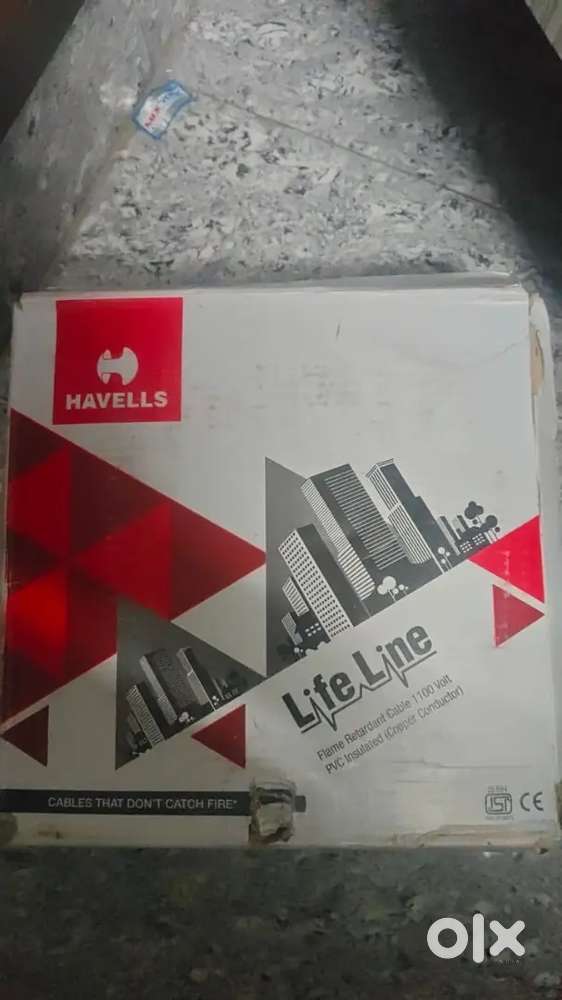 HAVELLS
Life Line
Flame Retardant Cable 1100 Volt
PVC Insulated (Copper Conductor)
CABLES THAT DON'T CATCH FIRE*
ISI CE
olx